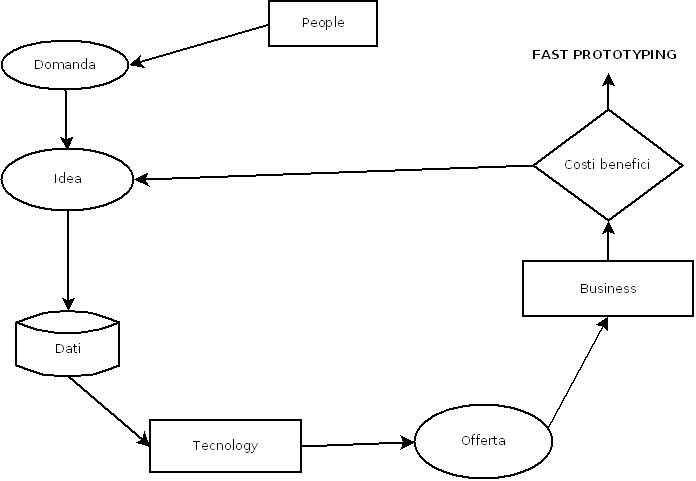 People
Domanda
FAST PROTOTYPING
Costi benefici
Idea
Business
Dati
Tecnology
Offerta